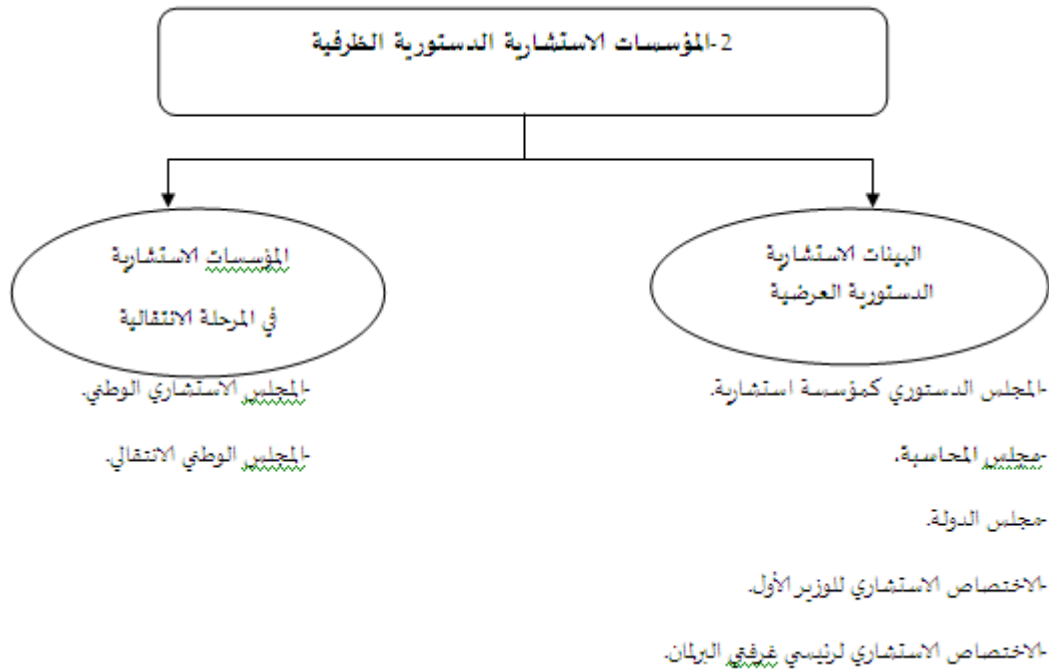 2-المؤسسات الاستشارية الدستورية الظرفية
الهيئات الاستشارية
الدستورية العرضية
-المجلس الدستوري كمؤسسة استشارية.
-مجلس المحاسبة.
-مجلس الدولة.
-الاختصاص الاستشاري للوزير الأول.
-الاختصاص الاستشاري لرئيسي غرفتي البرلمان.
المؤسسات الاستشارية
في المرحلة الانتقالية
-المجلس الاستشاري الوطني.
-المجلس الوطني الانتقالي.